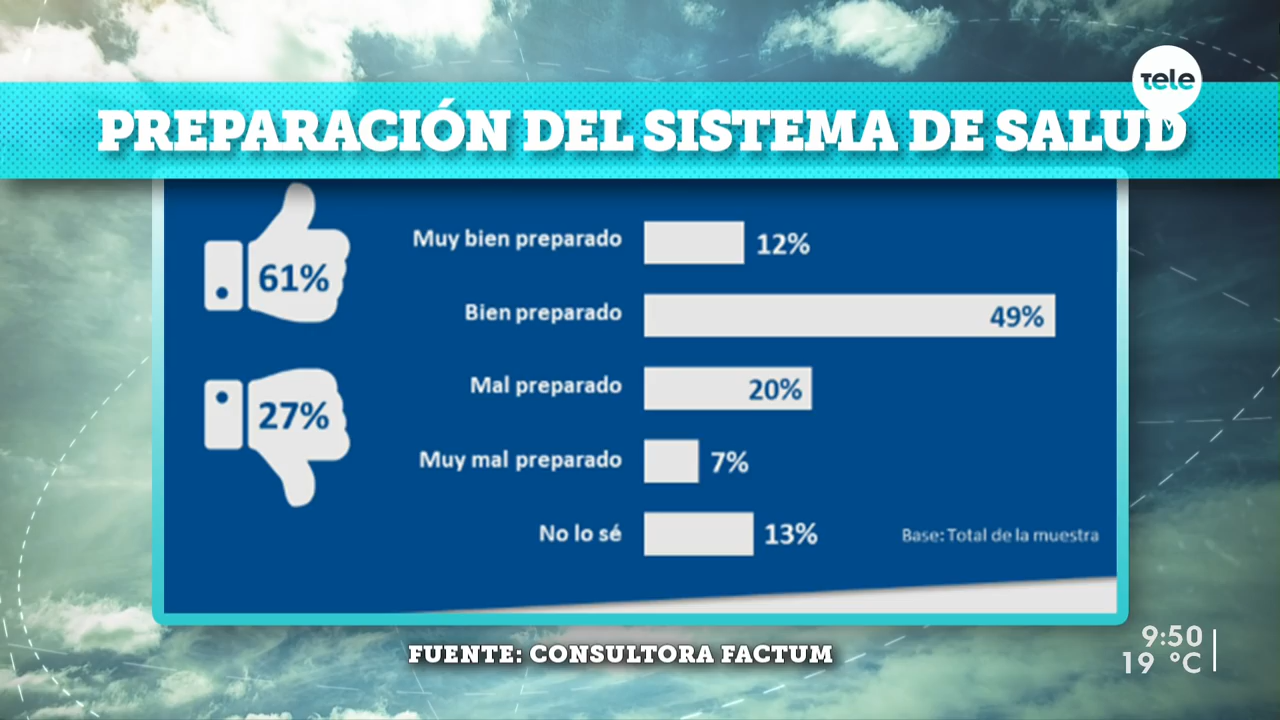 tele
PREPARACIÓN DEL SISTEMA DE SALUD
61%
27%
Muy bien preparado 12%
Bien preparado 49%
Mal preparado 20%
Muy mal preparado 7%
No lo sé 13%
Base: Total de la muestra
FUENTE: CONSULTORA FACTUM
9:50
19 °C